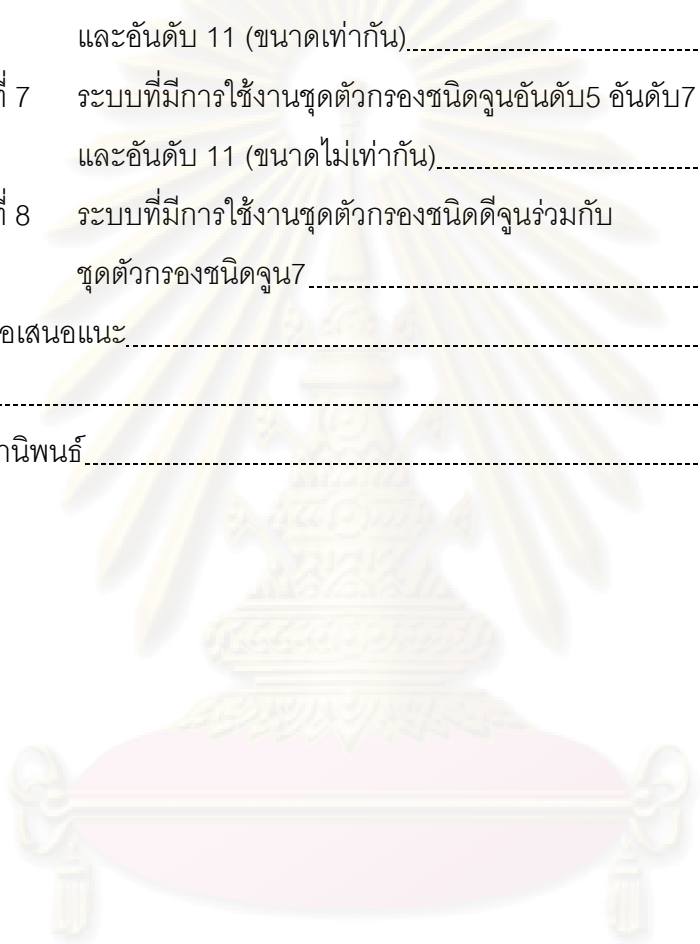 และอันดับ 11 (ขนาดเท่ากัน)
ที่ 7 ระบบที่มีการใช้งานชุดตัวกรองชนิดจูนอันดับ5 อันดับ7
และอันดับ 11 (ขนาดไม่เท่ากัน)
ที่ 8 ระบบที่มีการใช้งานชุดตัวกรองชนิดดีจูนร่วมกับ
ชุดตัวกรองชนิดจูน7
อเสนอแนะ
านิพนธ์